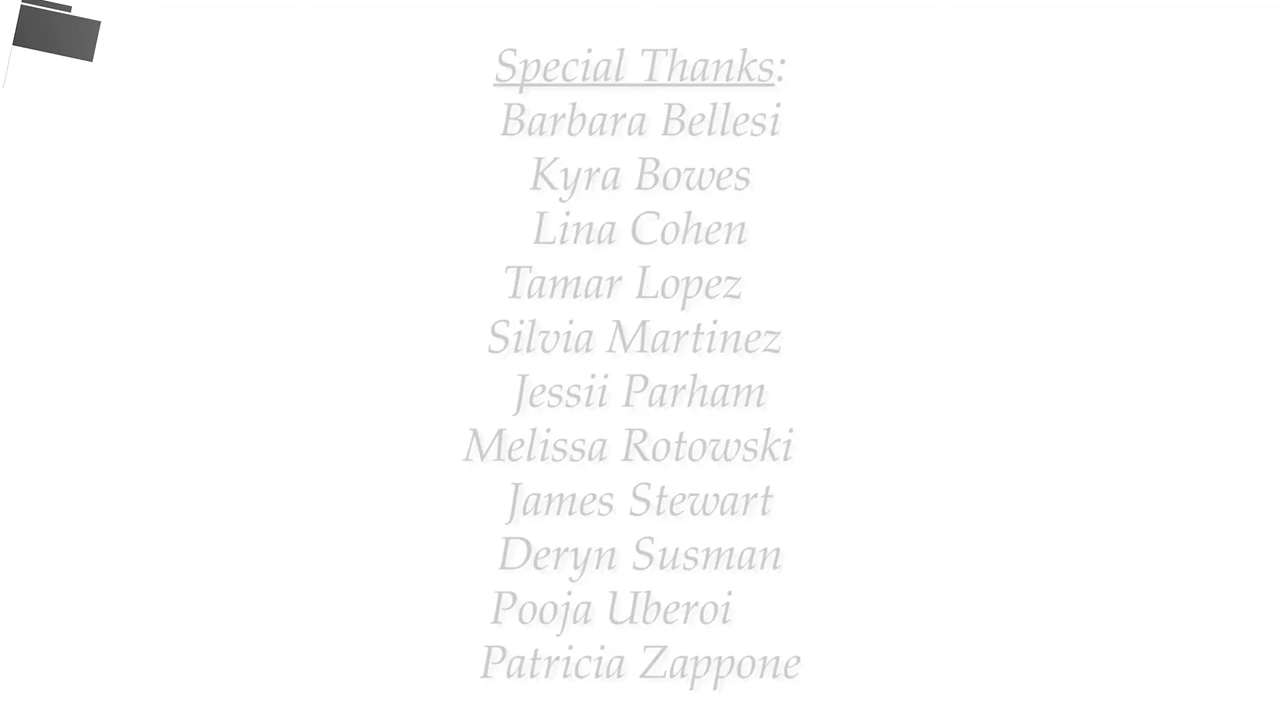 Special Thanks:
Barbara Bellesi
Kyra Bowes
Lina Cohen
Tamar Lopez
Silvia Martinez
Jessii Parham
Melissa Rotowski
James Stewart
Deryn Susman
Pooja Uberoi
Patricia Zappone